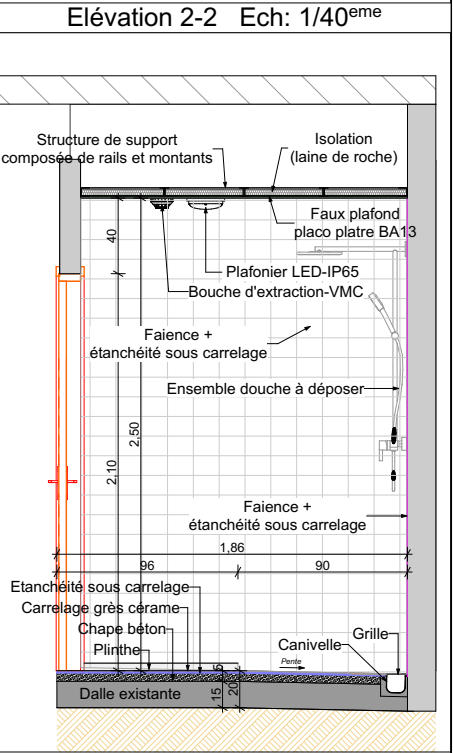 Elévation 2-2 Ech: 1/40eme
Structure de support
composée de rails et montants
Isolation
(laine de roche)
Faux plafond
placo platre BA13
40
Plafonier LED-IP65
Bouche d'extraction-VMC
Faience +
étanchéité sous carrelage
Ensemble douche à déposer
2,50
2,10
Faience +
étanchéité sous carrelage
1,86
96
90
Etanchéité sous carrelage
Carrelage grès cérame
Chape béton
Plinthe
Grille
Canivelle
Pente
5
Dalle existante
15
20